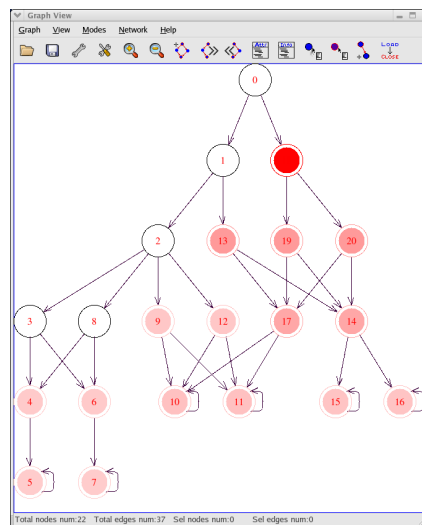 Graph View
Graph View Modes Network Help
Attr Info L L LOAD CLOSE
0
1
2 13 19 20
3 8 9 12 17 14
4 6 10 11 15 16
5 7
Total nodes num:22 Total edges num:37 Sel nodes num:0 Sel edges num:0